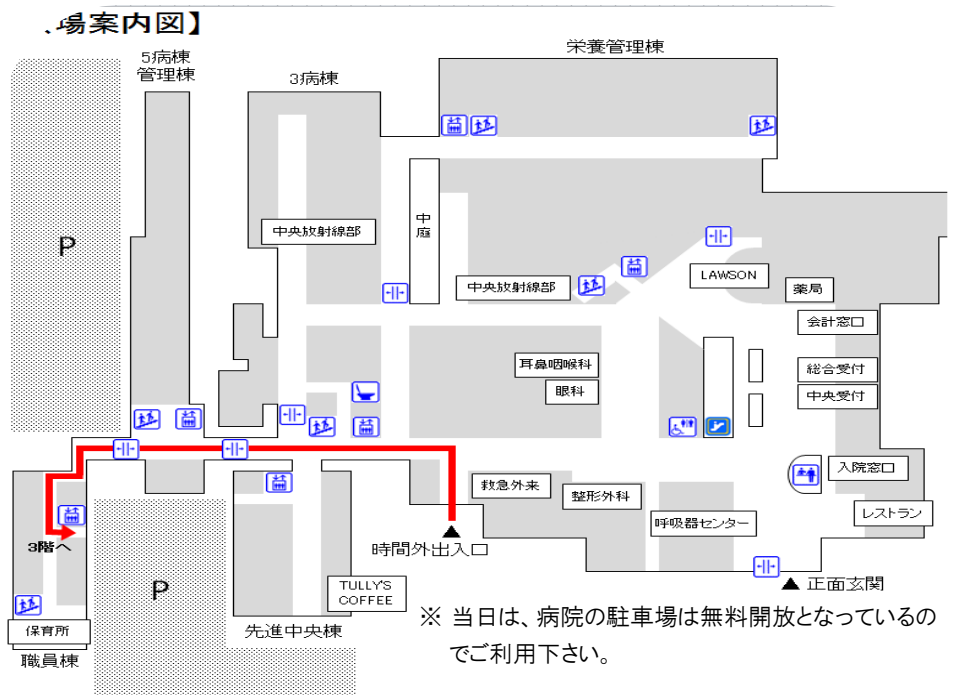 場案内図】
栄養管理棟
5病棟
管理棟
3病棟
中央放射線部
中
庭
P
中央放射線部
LAWSON
薬局
会計窓口
耳鼻咽喉科
眼科
総合受付
中央受付
入院窓口
救急外来
整形外科
呼吸器センター
レストラン
3階へ
時間外出入口
正面玄関
P
TULLY'S
COFFEE
保育所
職員棟
先進中央棟
※ 当日は、病院の駐車場は無料開放となっているの
でご利用下さい。